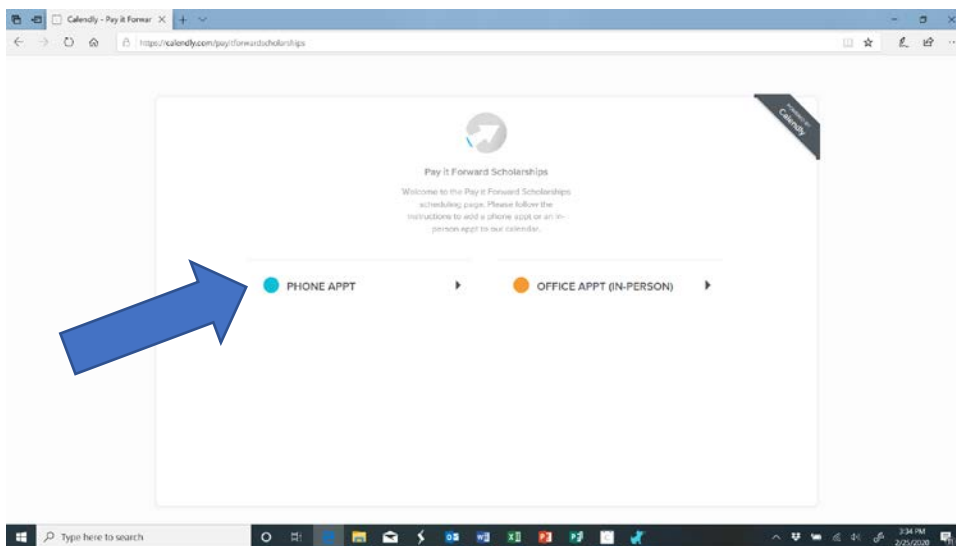 Calendly - Pay it Forwar
https://calendly.com/payitforwardscholarships
POWERED BY
Calendly
Pay it Forward Scholarships
Welcome to the Pay it Forward Scholarships
scheduling page. Please follow the
instructions to add a phone appt or an in-
person appt to our calendar.
PHONE APPT
OFFICE APPT (IN-PERSON)
Type here to search
3:34 PM
2/25/2020